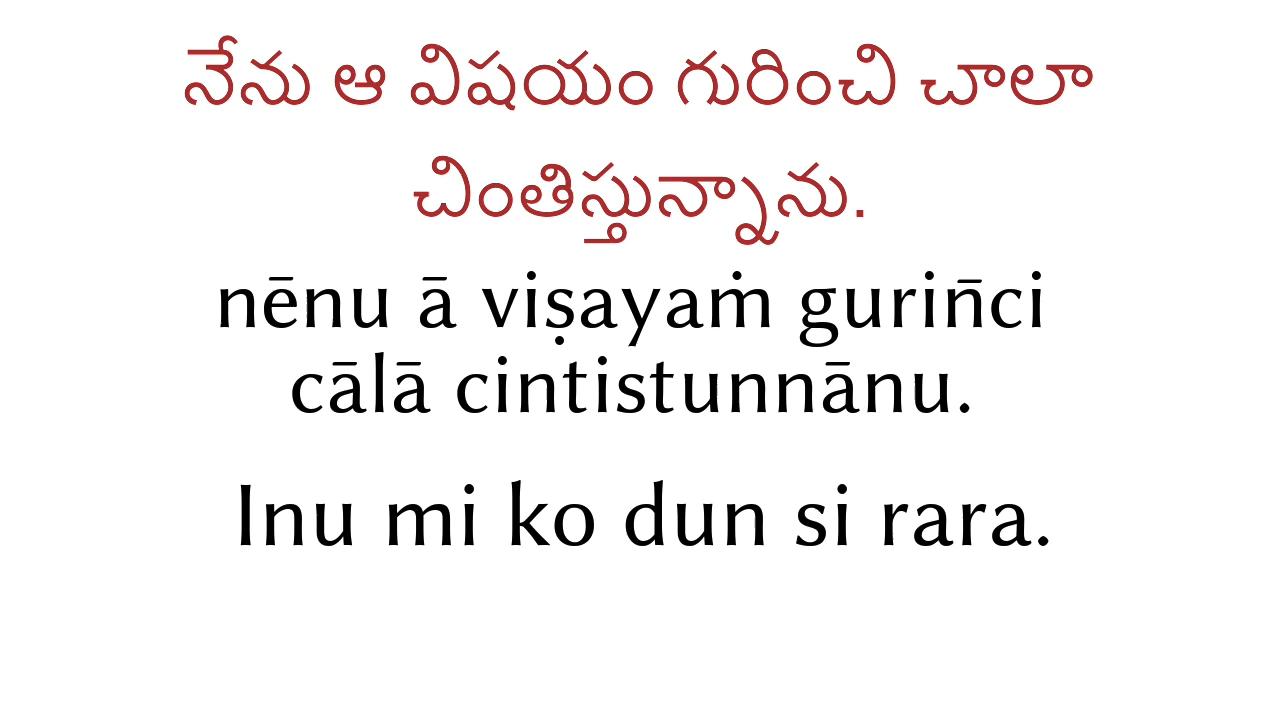 నేను ఆ విషయం గురించి చాలా
చింతిస్తున్నాను.
nēnu ā viṣayaṁ gurin̄ci
cālā cintistunnānu.
Inu mi ko dun si rara.